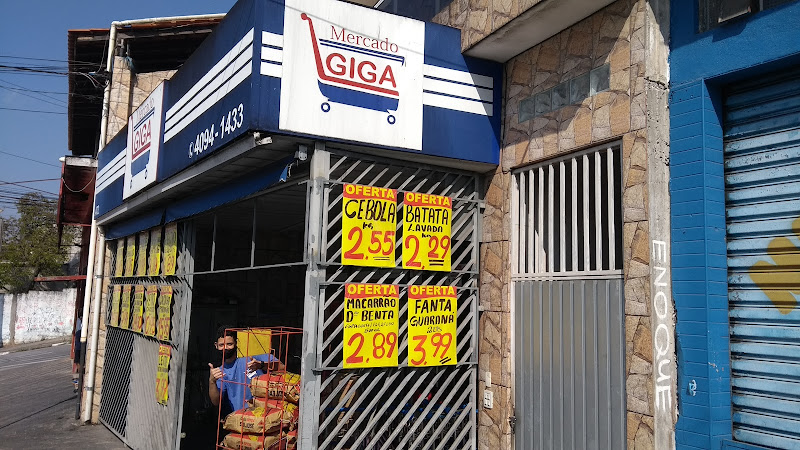 Mercado
GIGA
GIGA
4094-1433
OFERTA
CEBOLA
KG
2.55
OFERTA
BATATA
LAVADA
2.29
OFERTA
MACARRÃO
Dª BENTA
2.89
OFERTA
FANTA
GUARANA
3.99
ENOQUE